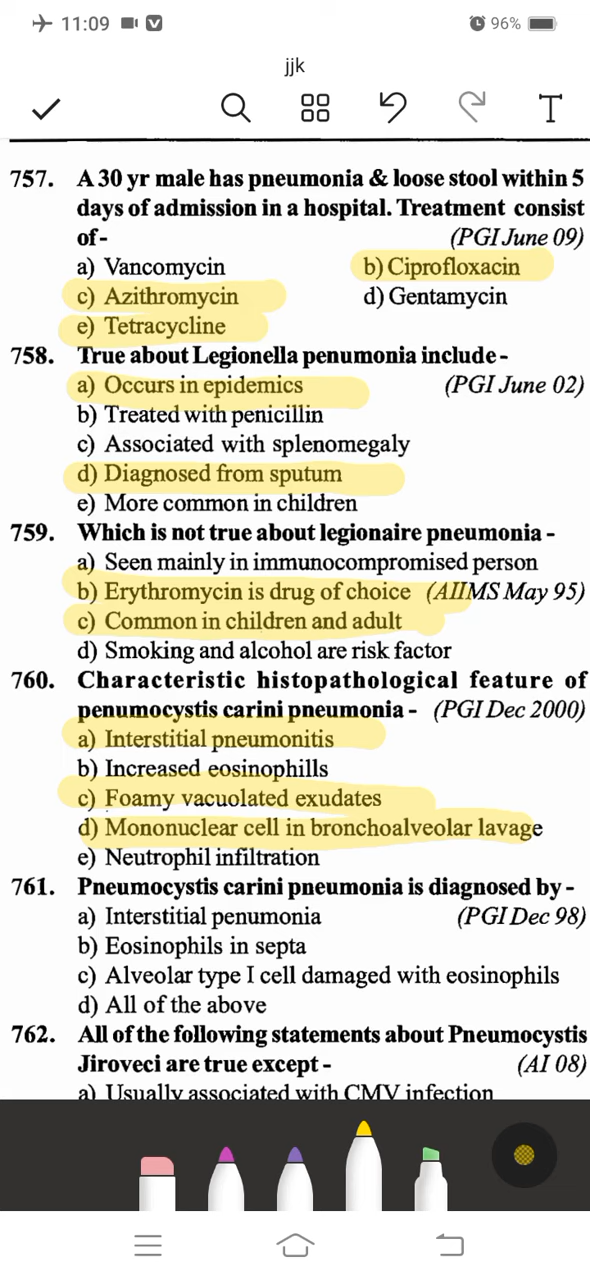 11:09 V 96%
jjk
T
757. A 30 yr male has pneumonia & loose stool within 5
days of admission in a hospital. Treatment consist
of - (PGI June 09)
a) Vancomycin b) Ciprofloxacin
c) Azithromycin d) Gentamycin
e) Tetracycline
758. True about Legionella penumonia include -
a) Occurs in epidemics (PGI June 02)
b) Treated with penicillin
c) Associated with splenomegaly
d) Diagnosed from sputum
e) More common in children
759. Which is not true about legionaire pneumonia -
a) Seen mainly in immunocompromised person
b) Erythromycin is drug of choice (AIIMS May 95)
c) Common in children and adult
d) Smoking and alcohol are risk factor
760. Characteristic histopathological feature of
penumocystis carini pneumonia - (PGI Dec 2000)
a) Interstitial pneumonitis
b) Increased eosinophills
c) Foamy vacuolated exudates
d) Mononuclear cell in bronchoalveolar lavage
e) Neutrophil infiltration
761. Pneumocystis carini pneumonia is diagnosed by -
a) Interstitial penumonia (PGI Dec 98)
b) Eosinophils in septa
c) Alveolar type I cell damaged with eosinophils
d) All of the above
762. All of the following statements about Pneumocystis
Jiroveci are true except - (AI 08)
a) Usually associated with CMV infection